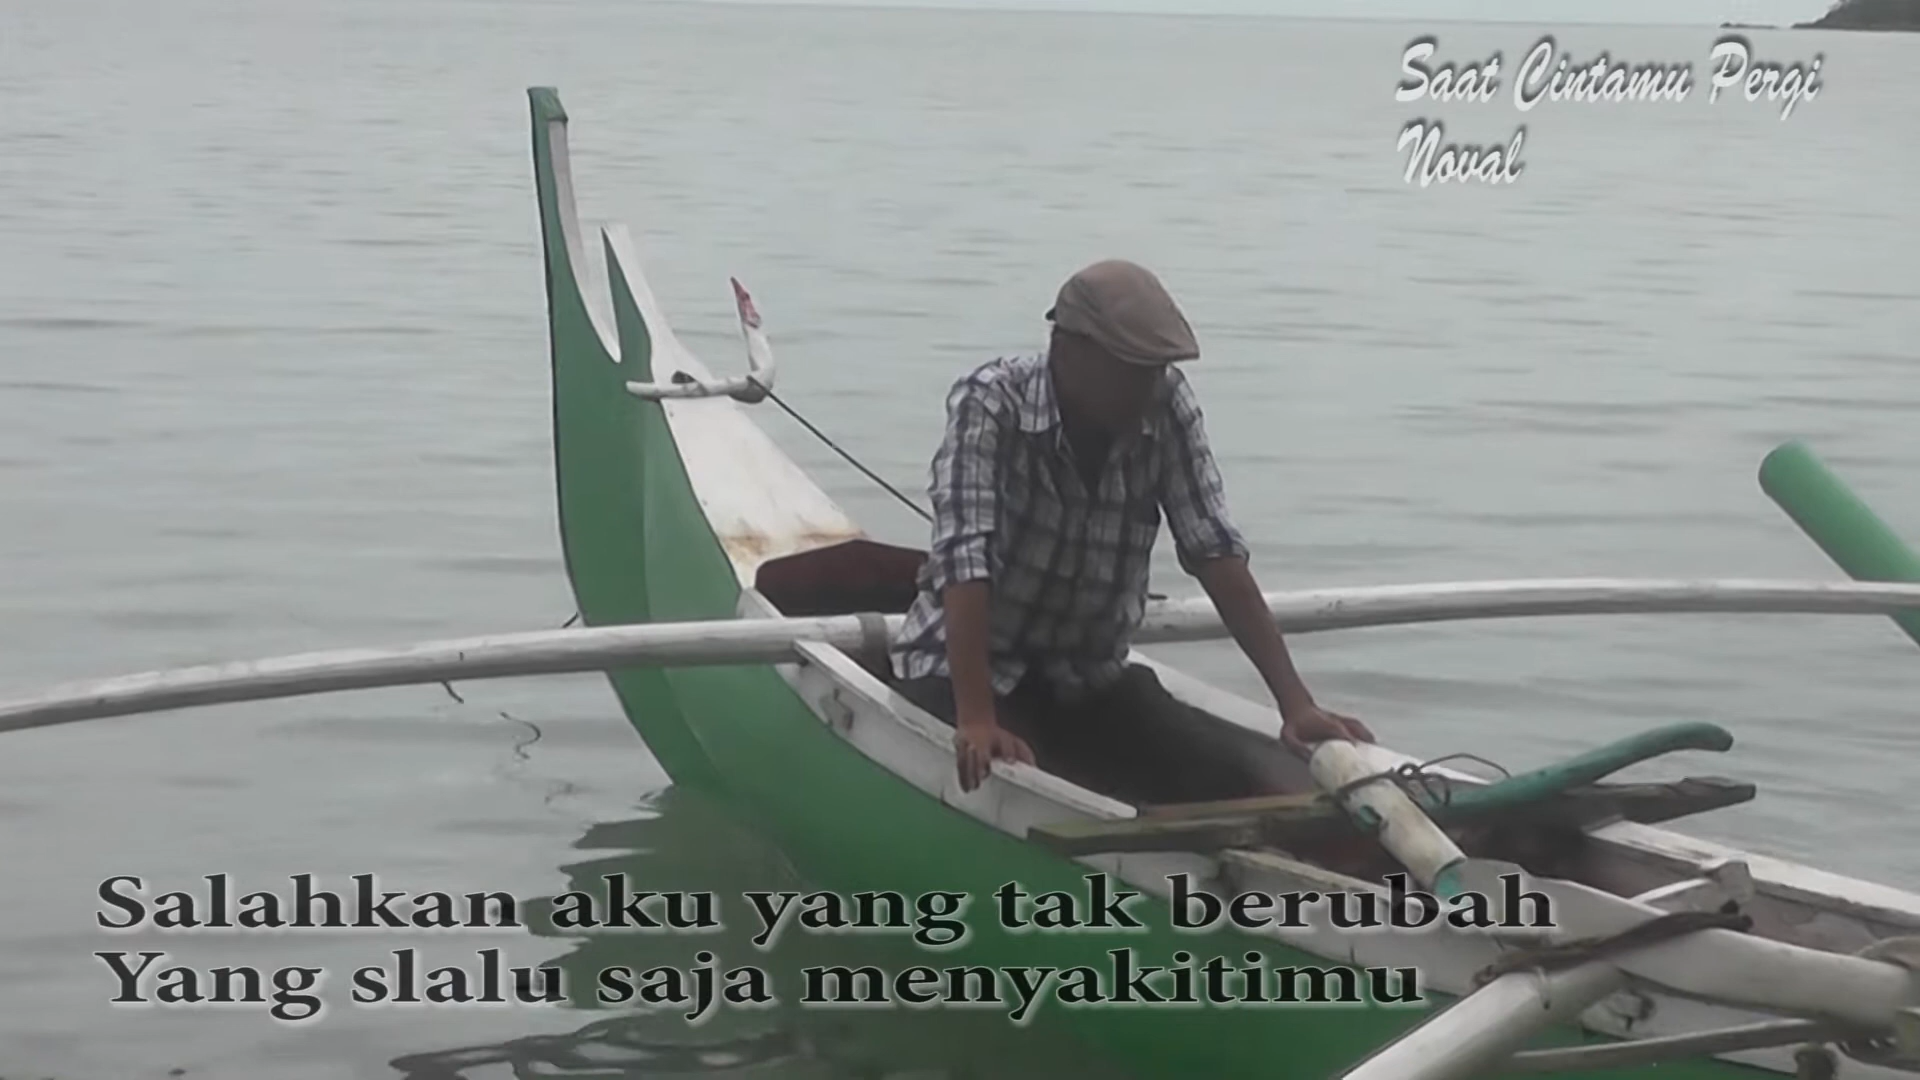 Saat Cintamu Pergi
Noval
Salahkan aku yang tak berubah
Yang slalu saja menyakitimu